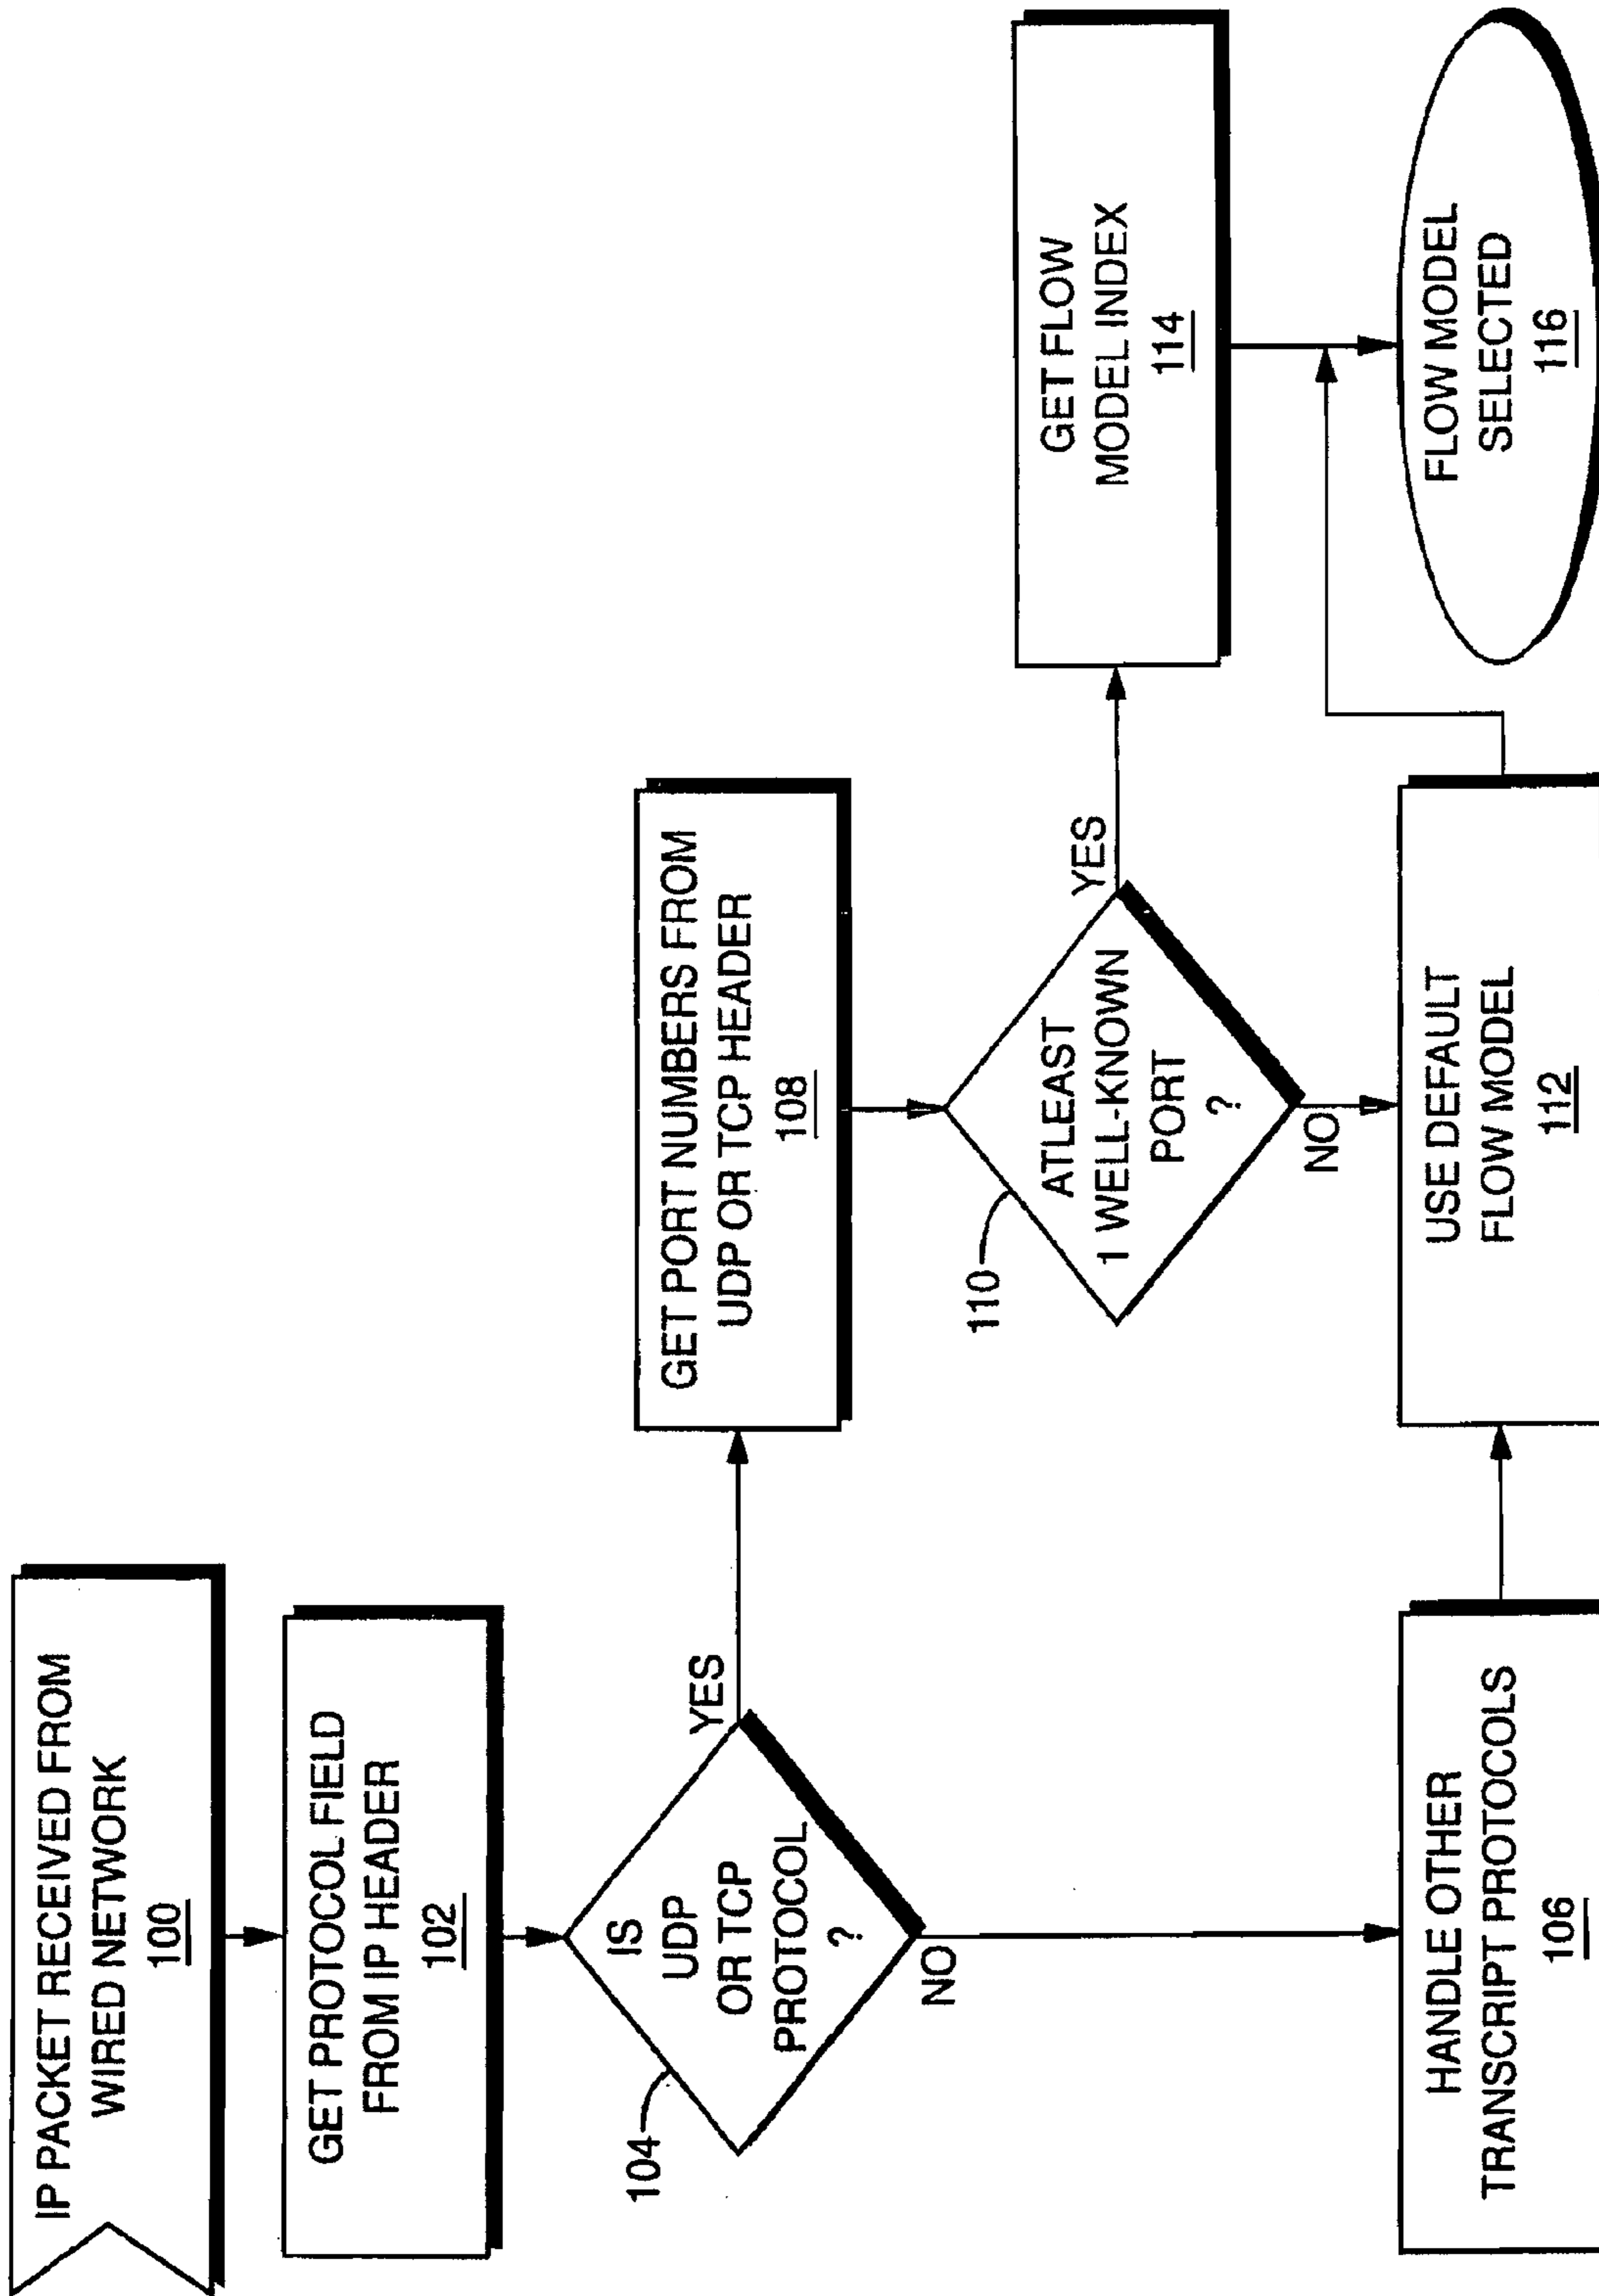 IP PACKET RECEIVED FROM
WIRED NETWORK
100
GET PROTOCOL FIELD
FROM IP HEADER
102
IS
UDP
OR TCP
PROTOCOL
?
104
YES
NO
HANDLE OTHER
TRANSCRIPT PROTOCOLS
106
GET PORT NUMBERS FROM
UDP OR TCP HEADER
108
ATLEAST
1 WELL-KNOWN
PORT
?
110
YES
NO
USE DEFAULT
FLOW MODEL
112
GET FLOW
MODEL INDEX
114
FLOW MODEL
SELECTED
116